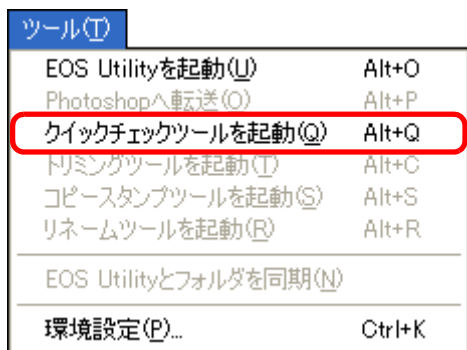 ツール(T)
EOS Utilityを起動(U) Alt+O
Photoshopへ転送(O) Alt+P
クイックチェックツールを起動(Q) Alt+Q
トリミングツールを起動(T) Alt+C
コピースタンプツールを起動(S) Alt+S
リネームツールを起動(R) Alt+R
EOS Utilityとフォルダを同期(N)
環境設定(P)... Ctrl+K